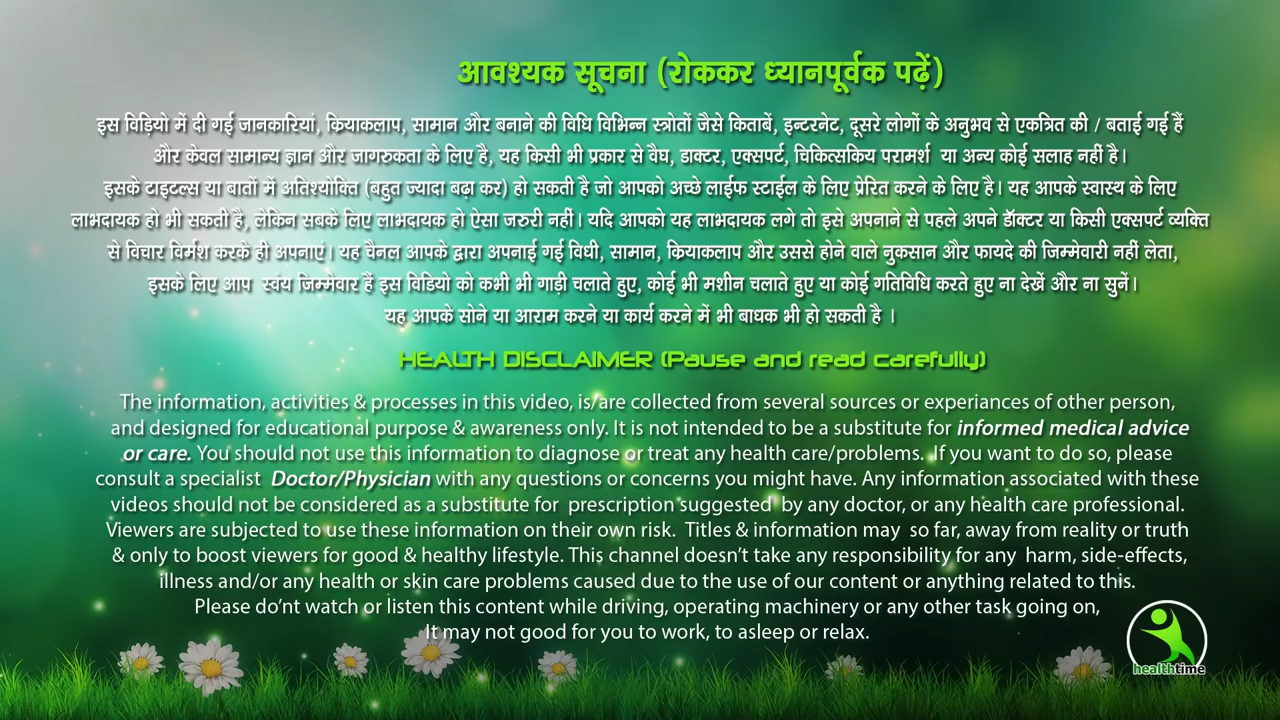 आवश्यक सूचना (रोककर ध्यानपूर्वक पढ़ें)
इस विड़ियो में दी गई जानकारियां, क्रियाकलाप, सामान और बनाने की विधि विभिन्न स्त्रोतों जैसे किताबें, इन्टरनेट, दूसरे लोगों के अनुभव से एकत्रित की / बताई गई हैं
और केवल सामान्य ज्ञान और जागरुकता के लिए है, यह किसी भी प्रकार से वैघ, डाक्टर, एक्सपर्ट, चिकित्सकिय परामर्श या अन्य कोई सलाह नहीं है।
इसके टाइटल्स या बातों में अतिश्योक्ति (बहुत ज्यादा बढ़ा कर) हो सकती है जो आपको अच्छे लाईफ स्टाईल के लिए प्रेरित करने के लिए है। यह आपके स्वास्थ के लिए
लाभदायक हो भी सकती है, लेकिन सबके लिए लाभदायक हो ऐसा जरुरी नहीं। यदि आपको यह लाभदायक लगे तो इसे अपनाने से पहले अपने डॅाक्टर या किसी एक्सपर्ट व्यक्ति
से विचार विर्मश करके ही अपनाएं। यह चैनल आपके द्वारा अपनाई गई विधी, सामान, क्रियाकलाप और उससे होने वाले नुकसान और फायदे की जिम्मेवारी नहीं लेता,
इसके लिए आप स्वंय जिम्मेवार हैं इस विडियो को कभी भी गाड़ी चलाते हुए, कोई भी मशीन चलाते हुए या कोई गतिविधि करते हुए ना देखें और ना सुनें।
यह आपके सोने या आराम करने या कार्य करने में भी बाधक भी हो सकती है ।
HEALTH DISCLAIMER (Pause and read carefully)
The information, activities & processes in this video, is/are collected from several sources or experiances of other person,
and designed for educational purpose & awareness only. It is not intended to be a substitute for informed medical advice
or care. You should not use this information to diagnose or treat any health care/problems. If you want to do so, please
consult a specialist Doctor/Physician with any questions or concerns you might have. Any information associated with these
videos should not be considered as a substitute for prescription suggested by any doctor, or any health care professional.
Viewers are subjected to use these information on their own risk. Titles & information may so far, away from reality or truth
& only to boost viewers for good & healthy lifestyle. This channel doesn't take any responsibility for any harm, side-effects,
illness and/or any health or skin care problems caused due to the use of our content or anything related to this.
Please do'nt watch or listen this content while driving, operating machinery or any other task going on,
It may not good for you to work, to asleep or relax.
healthtime